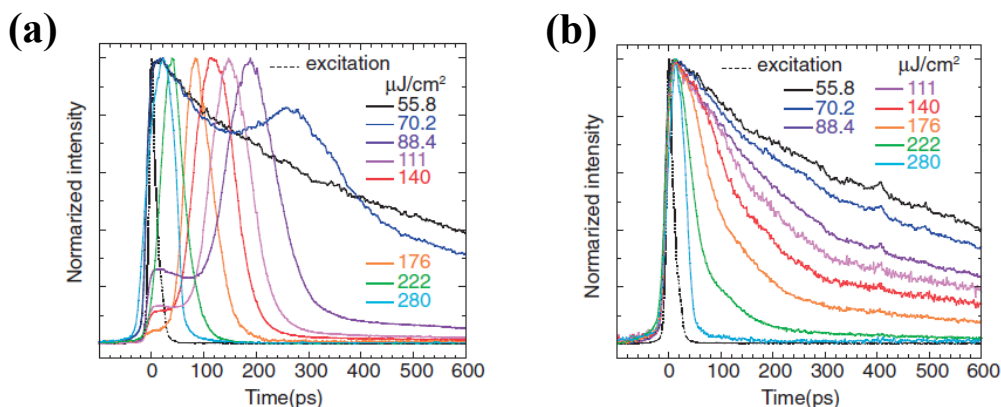 (a)
excitation
μJ/cm²
55.8
70.2
88.4
111
140
176
222
280
Normarized intensity
0 100 200 300 400 500 600
Time(ps)
(b)
excitation μJ/cm²
55.8 111
70.2 140
88.4 176
222
280
Normarized intensity
0 100 200 300 400 500 600
Time(ps)